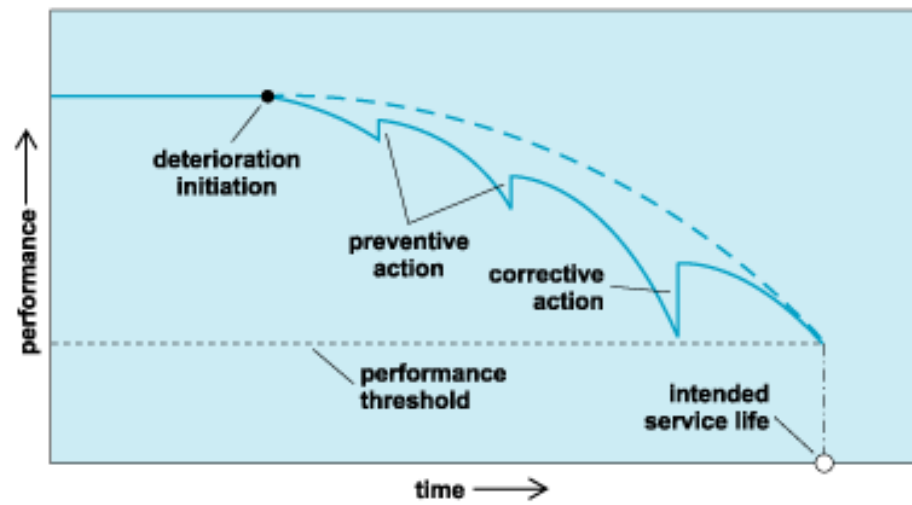 deterioration
initiation
preventive
action
corrective
action
performance
performance
threshold
intended
service life
time